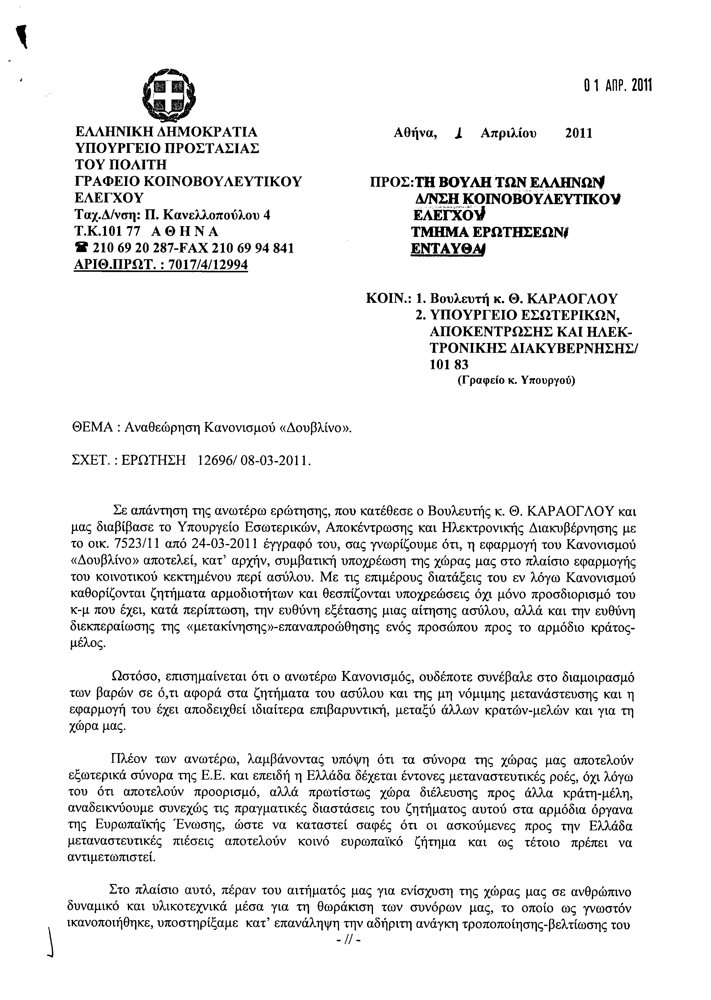 0 1 ΑΠΡ. 2011
ΕΛΛΗΝΙΚΗ ΔΗΜΟΚΡΑΤΙΑ
ΥΠΟΥΡΓΕΙΟ ΠΡΟΣΤΑΣΙΑΣ
ΤΟΥ ΠΟΛΙΤΗ
ΓΡΑΦΕΙΟ ΚΟΙΝΟΒΟΥΛΕΥΤΙΚΟΥ
ΕΛΕΓΧΟΥ
Ταχ.Δ/νση: Π. Κανελλοπούλου 4
Τ.Κ.101 77 Α Θ Η Ν Α
☎ 210 69 20 287-FAX 210 69 94 841
ΑΡΙΘ.ΠΡΩΤ. : 7017/4/12994
Αθήνα, 1 Απριλίου 2011
ΠΡΟΣ:ΤΗ ΒΟΥΛΗ ΤΩΝ ΕΛΛΗΝΩΝ
Δ/ΝΣΗ ΚΟΙΝΟΒΟΥΛΕΥΤΙΚΟΥ
ΕΛΕΓΧΟΥ
ΤΜΗΜΑ ΕΡΩΤΗΣΕΩΝ/
ΕΝΤΑΥΘΑ
ΚΟΙΝ.: 1. Βουλευτή κ. Θ. ΚΑΡΑΟΓΛΟΥ
2. ΥΠΟΥΡΓΕΙΟ ΕΣΩΤΕΡΙΚΩΝ,
ΑΠΟΚΕΝΤΡΩΣΗΣ ΚΑΙ ΗΛΕΚ-
ΤΡΟΝΙΚΗΣ ΔΙΑΚΥΒΕΡΝΗΣΗΣ/
101 83
(Γραφείο κ. Υπουργού)
ΘΕΜΑ : Αναθεώρηση Κανονισμού «Δουβλίνο».
ΣΧΕΤ. : ΕΡΩΤΗΣΗ 12696/ 08-03-2011.
Σε απάντηση της ανωτέρω ερώτησης, που κατέθεσε ο Βουλευτής κ. Θ. ΚΑΡΑΟΓΛΟΥ και
μας διαβίβασε το Υπουργείο Εσωτερικών, Αποκέντρωσης και Ηλεκτρονικής Διακυβέρνησης με
το οικ. 7523/11 από 24-03-2011 έγγραφό του, σας γνωρίζουμε ότι, η εφαρμογή του Κανονισμού
«Δουβλίνο» αποτελεί, κατ’ αρχήν, συμβατική υποχρέωση της χώρας μας στο πλαίσιο εφαρμογής
του κοινοτικού κεκτημένου περί ασύλου. Με τις επιμέρους διατάξεις του εν λόγω Κανονισμού
καθορίζονται ζητήματα αρμοδιοτήτων και θεσπίζονται υποχρεώσεις όχι μόνο προσδιορισμό του
κ-μ που έχει, κατά περίπτωση, την ευθύνη εξέτασης μιας αίτησης ασύλου, αλλά και την ευθύνη
διεκπεραίωσης της «μετακίνησης»-επαναπροώθησης ενός προσώπου προς το αρμόδιο κράτος-
μέλος.
Ωστόσο, επισημαίνεται ότι ο ανωτέρω Κανονισμός, ουδέποτε συνέβαλε στο διαμοιρασμό
των βαρών σε ό,τι αφορά στα ζητήματα του ασύλου και της μη νόμιμης μετανάστευσης και η
εφαρμογή του έχει αποδειχθεί ιδιαίτερα επιβαρυντική, μεταξύ άλλων κρατών-μελών και για τη
χώρα μας.
Πλέον των ανωτέρω, λαμβάνοντας υπόψη ότι τα σύνορα της χώρας μας αποτελούν
εξωτερικά σύνορα της Ε.Ε. και επειδή η Ελλάδα δέχεται έντονες μεταναστευτικές ροές, όχι λόγω
του ότι αποτελούν προορισμό, αλλά πρωτίστως χώρα διέλευσης προς άλλα κράτη-μέλη,
αναδεικνύουμε συνεχώς τις πραγματικές διαστάσεις του ζητήματος αυτού στα αρμόδια όργανα
της Ευρωπαϊκής Ένωσης, ώστε να καταστεί σαφές ότι οι ασκούμενες προς την Ελλάδα
μεταναστευτικές πιέσεις αποτελούν κοινό ευρωπαϊκό ζήτημα και ως τέτοιο πρέπει να
αντιμετωπιστεί.
Στο πλαίσιο αυτό, πέραν του αιτήματός μας για ενίσχυση της χώρας μας σε ανθρώπινο
δυναμικό και υλικοτεχνικά μέσα για τη θωράκιση των συνόρων μας, το οποίο ως γνωστόν
ικανοποιήθηκε, υποστηρίξαμε κατ’ επανάληψη την αδήριτη ανάγκη τροποποίησης-βελτίωσης του
- // -